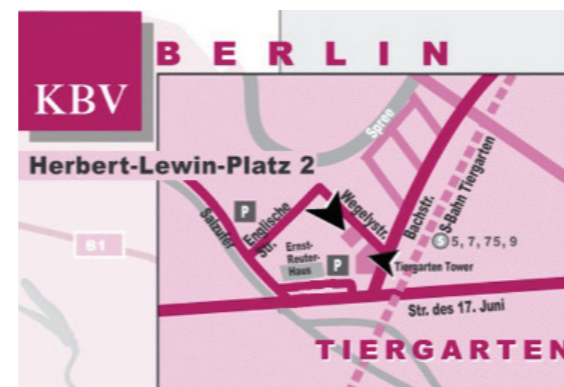 BERLIN
KBV
Spree
Herbert-Lewin-Platz 2
Salzufer
P
Englische
Str.
Wegelystr.
Bachstr.
S-Bahn Tiergarten
B1
Ernst-
Reuter-
Haus
P
S 5, 7, 75, 9
Tiergarten Tower
Str. des 17. Juni
TIERGARTEN